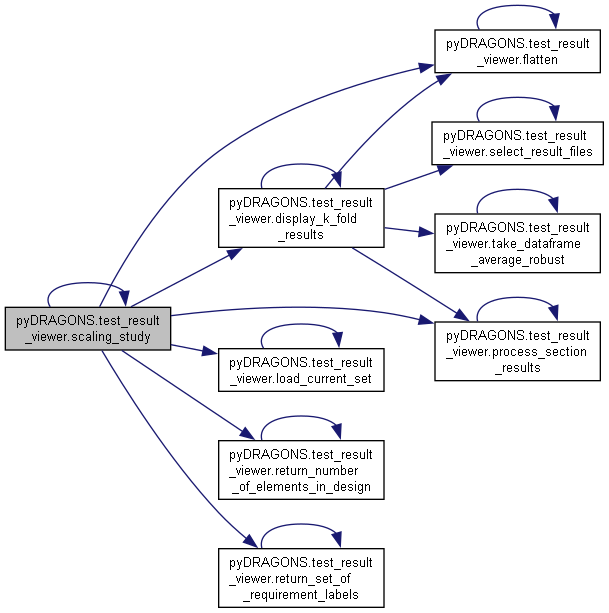 pyDRAGONS.test_result
_viewer.scaling_study
pyDRAGONS.test_result
_viewer.flatten
pyDRAGONS.test_result
_viewer.display_k_fold
_results
pyDRAGONS.test_result
_viewer.select_result_files
pyDRAGONS.test_result
_viewer.take_dataframe
_average_robust
pyDRAGONS.test_result
_viewer.process_section
_results
pyDRAGONS.test_result
_viewer.load_current_set
pyDRAGONS.test_result
_viewer.return_number
_of_elements_in_design
pyDRAGONS.test_result
_viewer.return_set_of
_requirement_labels